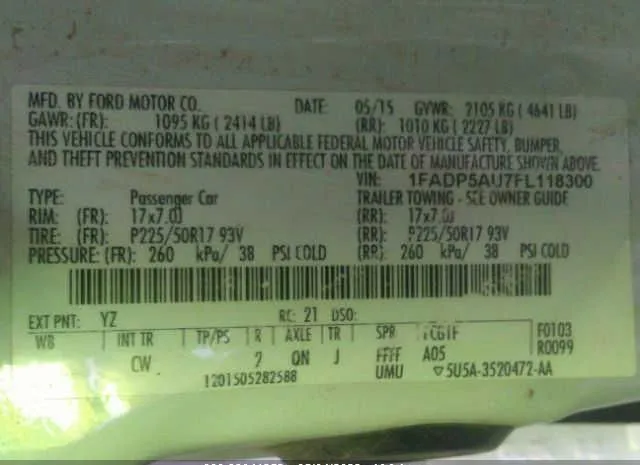 MFD. BY FORD MOTOR CO. DATE: 05/15 GVWR: 2105 KG ( 4641 LB)
GAWR: (FR): 1095 KG ( 2414 LB) (RR): 1010 KG ( 2227 LB)
THIS VEHICLE CONFORMS TO ALL APPLICABLE FEDERAL MOTOR VEHICLE SAFETY, BUMPER,
AND THEFT PREVENTION STANDARDS IN EFFECT ON THE DATE OF MANUFACTURE SHOWN ABOVE.
VIN: 1FADP5AU7FL118300
TYPE: Passenger Car TRAILER TOWING - SEE OWNER GUIDE
RIM: (FR): 17x7.0J (RR): 17x7.0J
TIRE: (FR): P225/50R17 93V (RR): P225/50R17 93V
PRESSURE: (FR): 260 kPa/ 38 PSI COLD (RR): 260 kPa/ 38 PSI COLD
EXT PNT: YZ RC: 21 DSO:
WB INT TR TP/PS R AXLE TR SPR F0103
CW 2 QN J FFFF A05 R0099
1201505282588 UMU 5U5A-3520472-AA